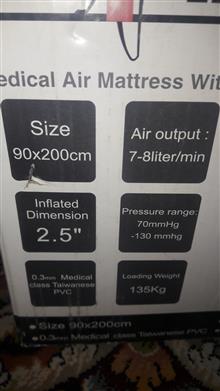 edical Air Mattress Wit
Size
90x200cm
Air output :
7-8liter/min
Inflated
Dimension
2.5"
Pressure range:
70mmHg
-130 mmhg
0.3mm Medical
class Taiwanese
PVC
Loading Weight
135Kg
● Size 90x200cm
● 0.3mm Medical class Taiwanese PVC